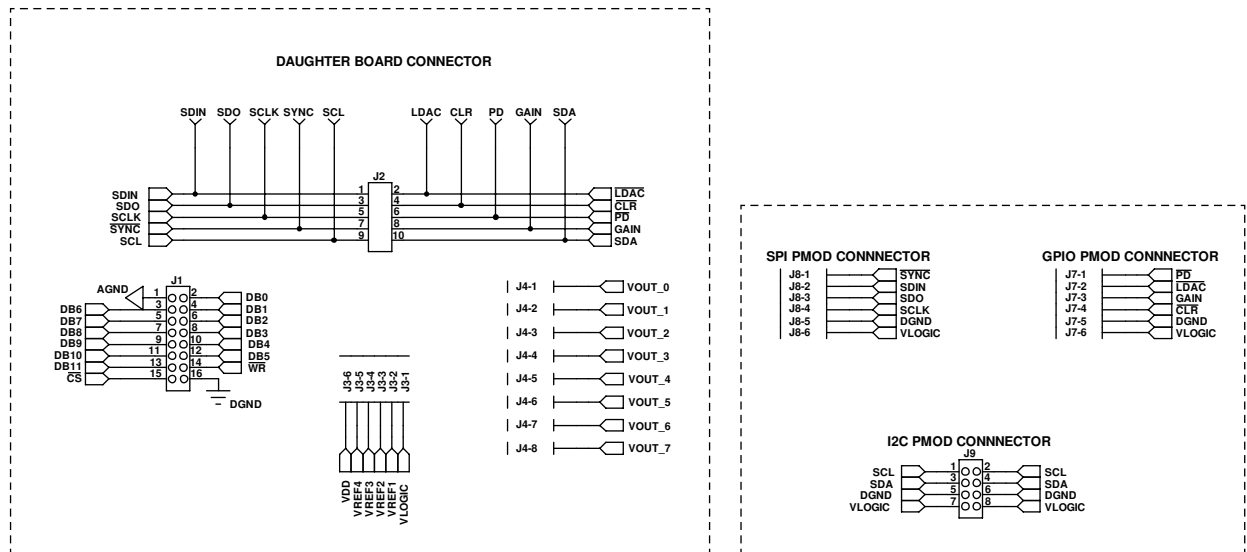 DAUGHTER BOARD CONNECTOR
SDIN SDO SCLK SYNC SCL LDAC CLR PD GAIN SDA
J2
SDIN 1 2 LDAC
SDO 3 4 CLR
SCLK 5 6 PD
SYNC 7 8 GAIN
SCL 9 10 SDA
J1
AGND 1 2 DB0
DB6 3 4 DB1
DB7 5 6 DB2
DB8 7 8 DB3
DB9 9 10 DB4
DB10 11 12 DB5
DB11 13 14 WR
CS 15 16
DGND
J3-6 J3-5 J3-4 J3-3 J3-2 J3-1
VDD VREF4 VREF3 VREF2 VREF1 VLOGIC
J4-1 VOUT_0
J4-2 VOUT_1
J4-3 VOUT_2
J4-4 VOUT_3
J4-5 VOUT_4
J4-6 VOUT_5
J4-7 VOUT_6
J4-8 VOUT_7
SPI PMOD CONNNECTOR
J8-1 SYNC
J8-2 SDIN
J8-3 SDO
J8-4 SCLK
J8-5 DGND
J8-6 VLOGIC
GPIO PMOD CONNNECTOR
J7-1 PD
J7-2 LDAC
J7-3 GAIN
J7-4 CLR
J7-5 DGND
J7-6 VLOGIC
I2C PMOD CONNNECTOR
J9
SCL 1 2 SCL
SDA 3 4 SDA
DGND 5 6 DGND
VLOGIC 7 8 VLOGIC